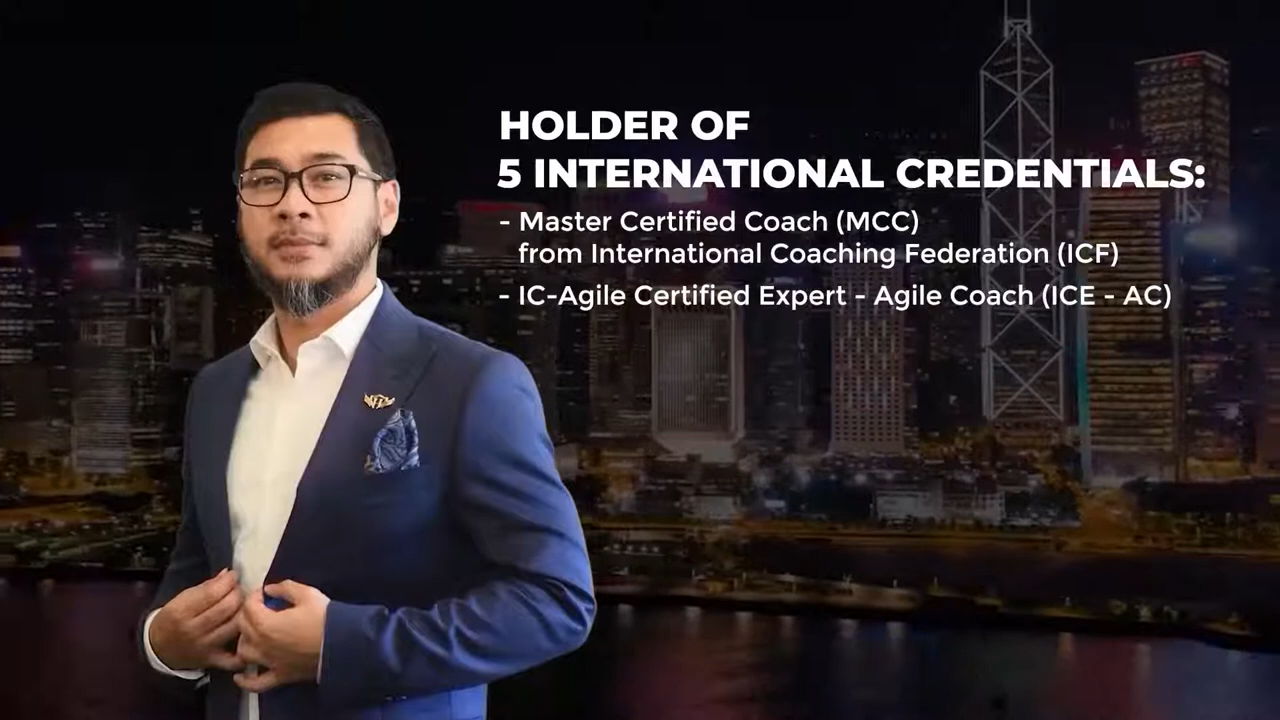 HOLDER OF
5 INTERNATIONAL CREDENTIALS:
- Master Certified Coach (MCC)
from International Coaching Federation (ICF)
- IC-Agile Certified Expert - Agile Coach (ICE - AC)